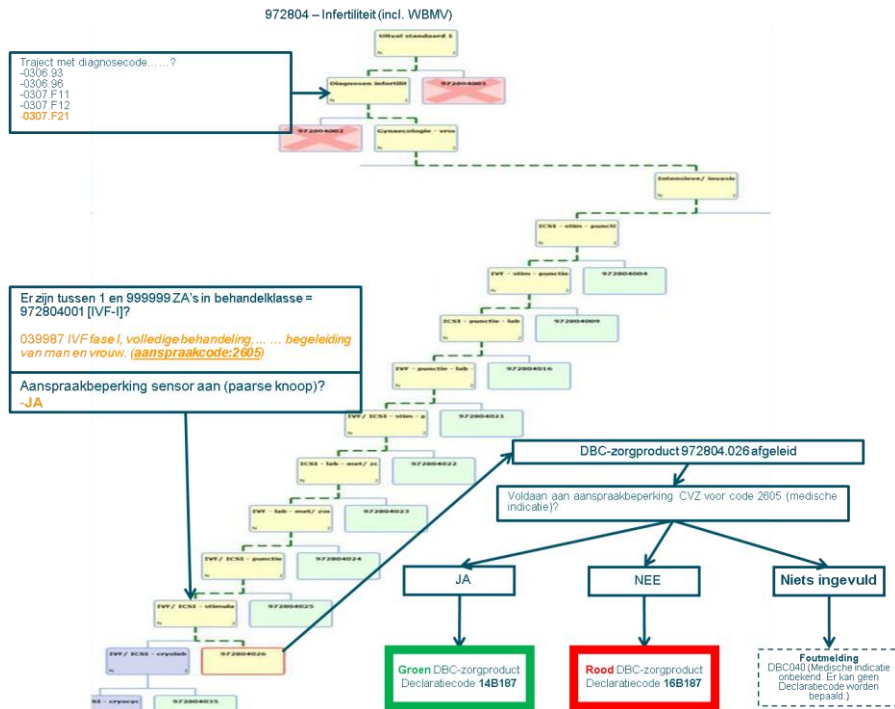 972804 – Infertiliteit (incl. WBMV)
Uitval standaard 1
Traject met diagnosecode……?
-0306.93
-0306.96
-0307.F11
-0307.F12
-0307.F21
Diagnosen infertili
972804001
972804002
Gynaecologie - vro
Intensieve/ invasi
ICSI - stim - puncti
IVF - stim - punctie
972804004
Er zijn tussen 1 en 999999 ZA's in behandelklasse =
972804001 [IVF-I]?
039987 IVF fase I, volledige behandeling, … … begeleiding
van man en vrouw. (aanspraakcode:2605)
Aanspraakbeperking sensor aan (paarse knoop)?
-JA
ICSI - punctie - lab
972804009
IVF - punctie - lab
972804016
IVF/ ICSI - stim - p
972804021
ICSI - lab - met/ zo
972804022
IVF - lab - met/ zo
972804023
IVF/ ICSI - punctie
972804024
IVF/ ICSI - stimula
972804025
IVF/ ICSI - cryolab
972804026
SI - cryocyc
972804035
DBC-zorgproduct 972804.026 afgeleid
Voldaan aan aanspraakbeperking CVZ voor code 2605 (medische
indicatie)?
JA
NEE
Niets ingevuld
Groen DBC-zorgproduct
Declaratiecode 14B187
Rood DBC-zorgproduct
Declaratiecode 16B187
Foutmelding
DBC040 (Medische indicatie
onbekend. Er kan geen
Declaratiecode worden
bepaald.)